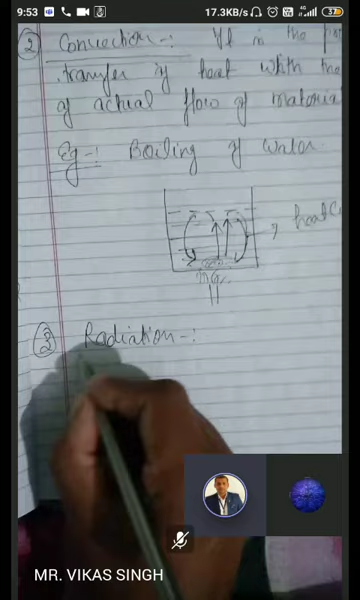 9:53
17.3KB/s
37
2 Convection -: It is the
transfer of heat with the
of actual flow of material
Eg -: Boiling of water.
heat
3 Radiation -:
MR. VIKAS SINGH